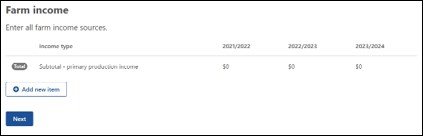 Farm income
Enter all farm income sources.
Income type 2021/2022 2022/2023 2023/2024
Total Subtotal - primary production income $0 $0 $0
Add new item
Next